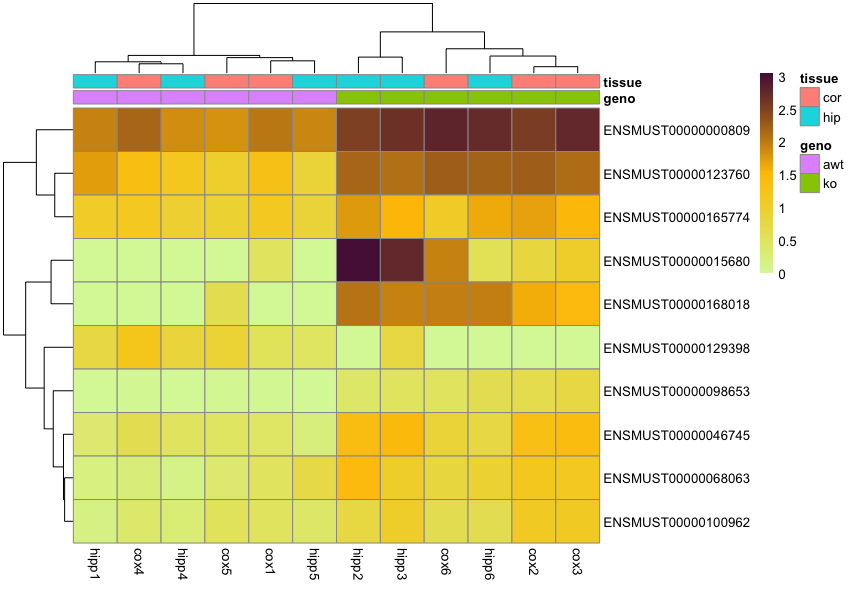 tissue
geno
ENSMUST00000000809
ENSMUST00000123760
ENSMUST00000165774
ENSMUST00000015680
ENSMUST00000168018
ENSMUST00000129398
ENSMUST00000098653
ENSMUST00000046745
ENSMUST00000068063
ENSMUST00000100962
hipp1
cox4
hipp4
cox5
cox1
hipp5
hipp2
hipp3
cox6
hipp6
cox2
cox3
3
2.5
2
1.5
1
0.5
0
tissue
cor
hip
geno
awt
ko